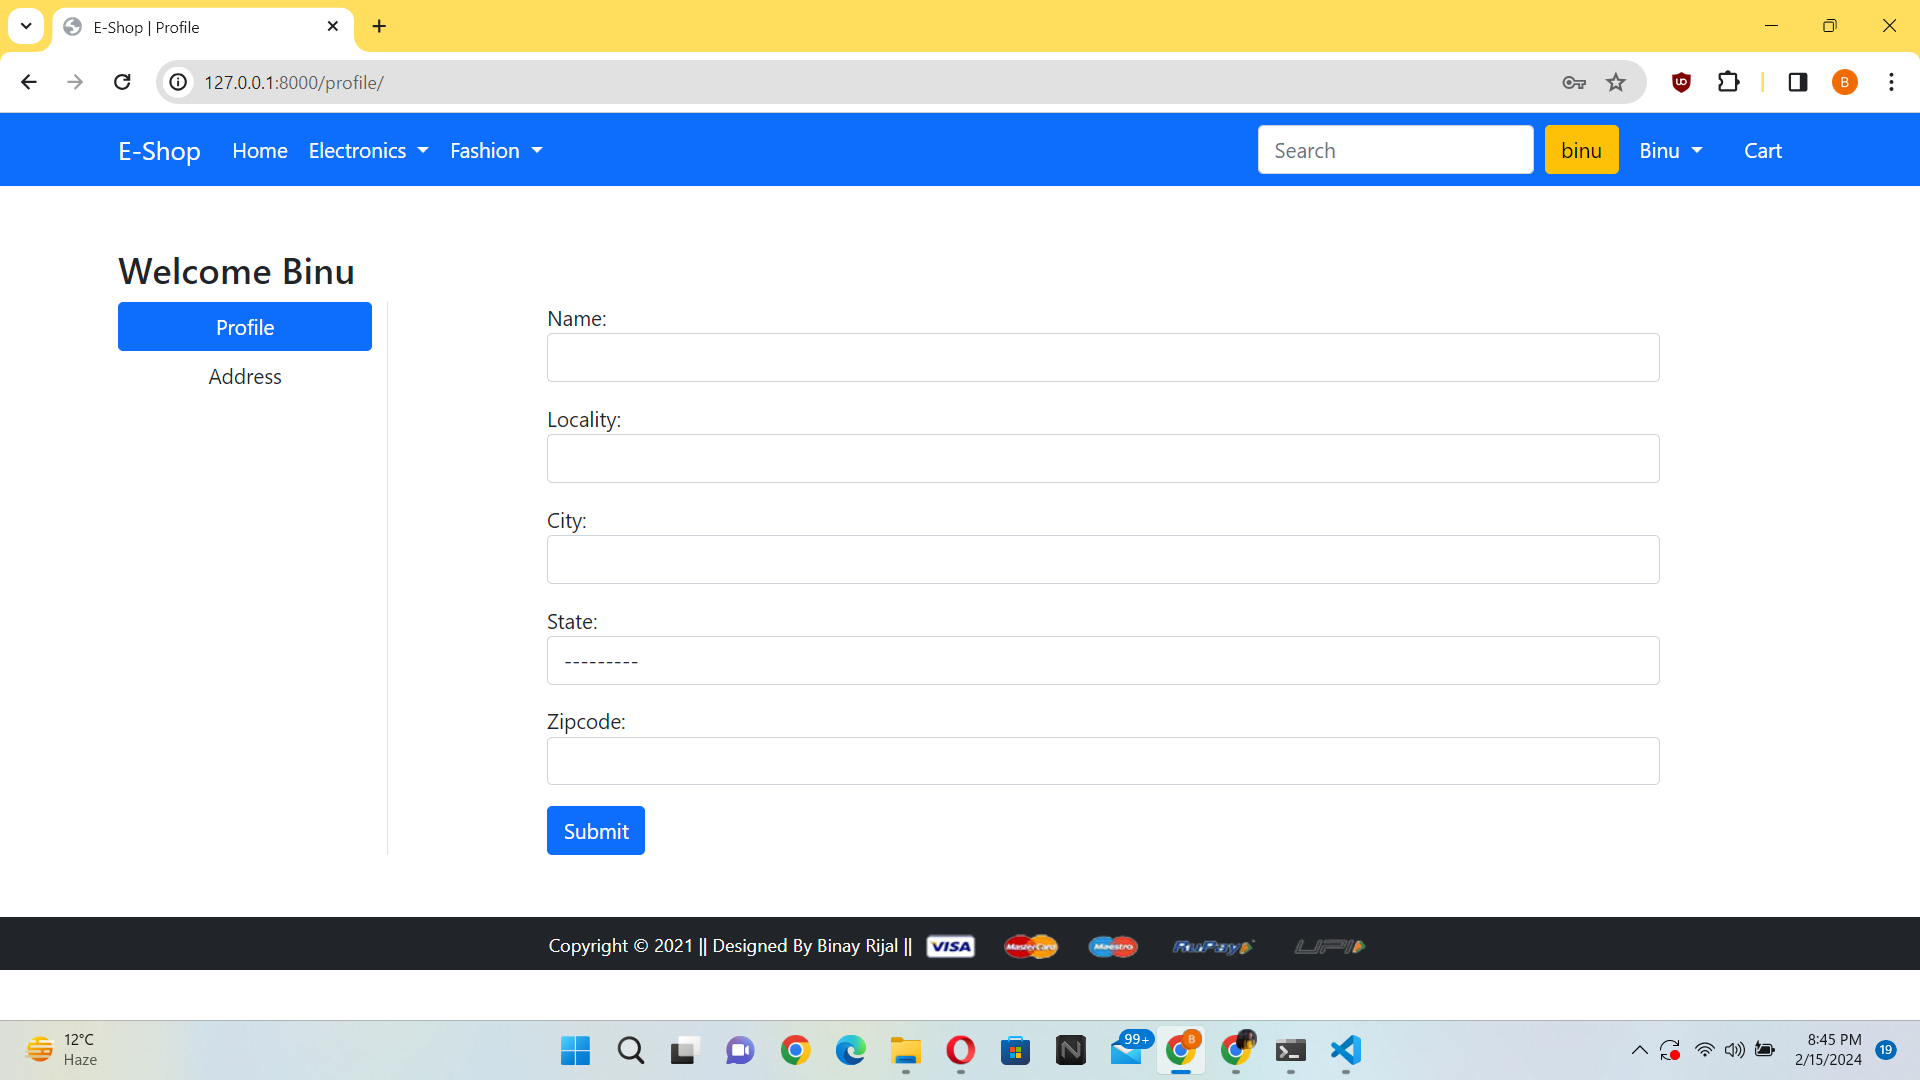 E-Shop | Profile
127.0.0.1:8000/profile/
B
E-Shop Home Electronics Fashion Search binu Binu Cart
Welcome Binu
Profile
Address
Name:
Locality:
City:
State:
---------
Zipcode:
Submit
Copyright © 2021 || Designed By Binay Rijal || VISA MasterCard Maestro RuPay UPI
12°C
Haze
99+
B
8:45 PM
2/15/2024
19